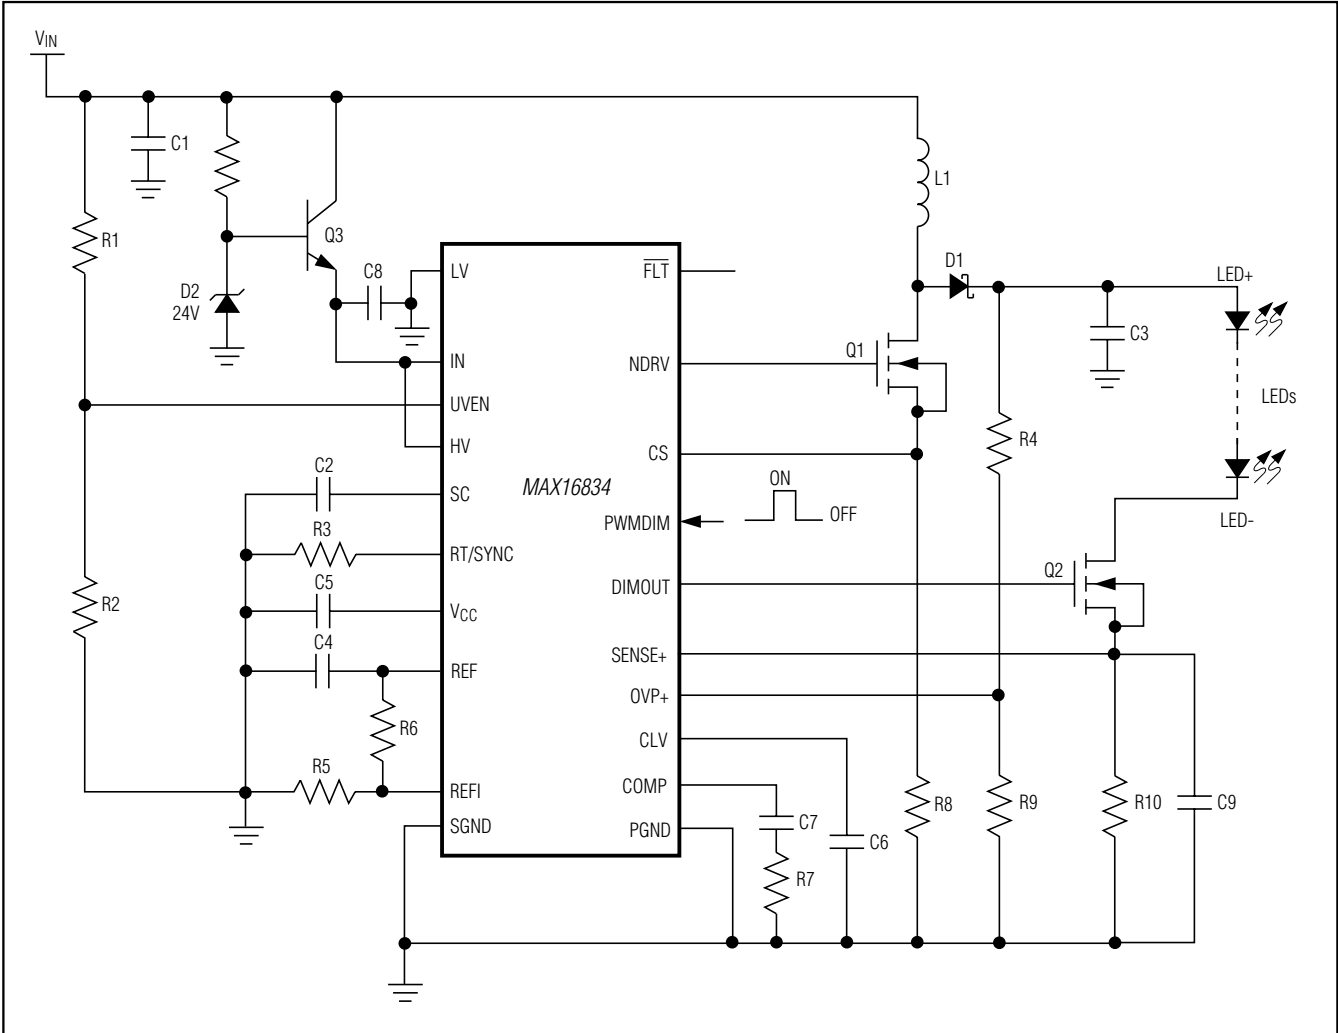 VIN
C1
R1
Q3
D2
24V
C8
L1
D1
LED+
C3
LEDs
LED-
Q1
R4
Q2
LV
FLT
IN
NDRV
UVEN
HV
CS
C2
SC
MAX16834
ON
OFF
PWMDIM
R3
RT/SYNC
C5
VCC
DIMOUT
R2
C4
REF
SENSE+
OVP+
R6
CLV
R5
REFI
COMP
SGND
PGND
C7
R7
C6
R8
R9
R10
C9